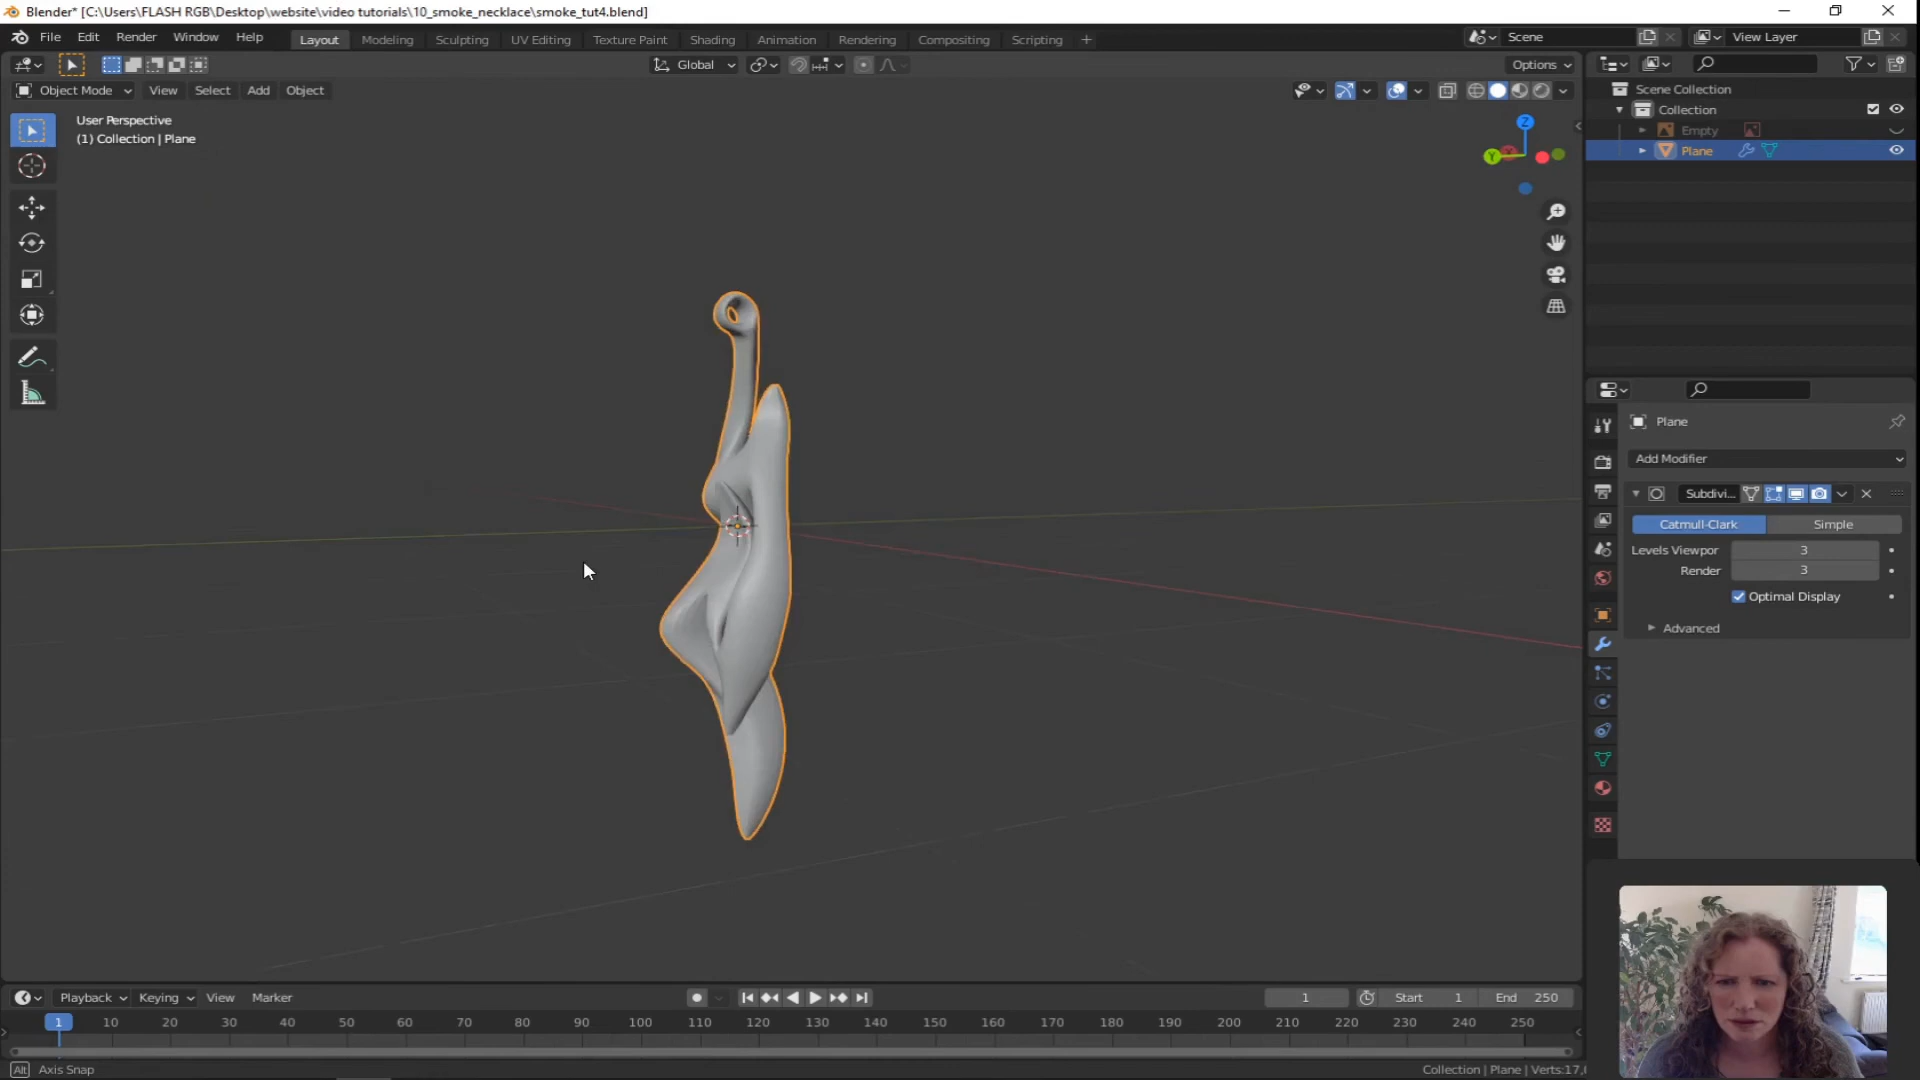 Blender* [C:\Users\FLASH RGB\Desktop\website\video tutorials\10_smoke_necklace\smoke_tut4.blend]
File Edit Render Window Help Layout Modeling Sculpting UV Editing Texture Paint Shading Animation Rendering Compositing Scripting + Scene View Layer
Global Options
Object Mode View Select Add Object
User Perspective
(1) Collection | Plane
Z
Y
Scene Collection
Collection
Empty
Plane
Plane
Add Modifier
Subdivi...
Catmull-Clark Simple
Levels Viewpor 3
Render 3
Optimal Display
Advanced
Playback Keying View Marker 1 Start 1 End 250
1 10 20 30 40 50 60 70 80 90 100 110 120 130 140 150 160 170 180 190 200 210 220 230 240 250
Alt Axis Snap Collection | Plane | Verts:17,